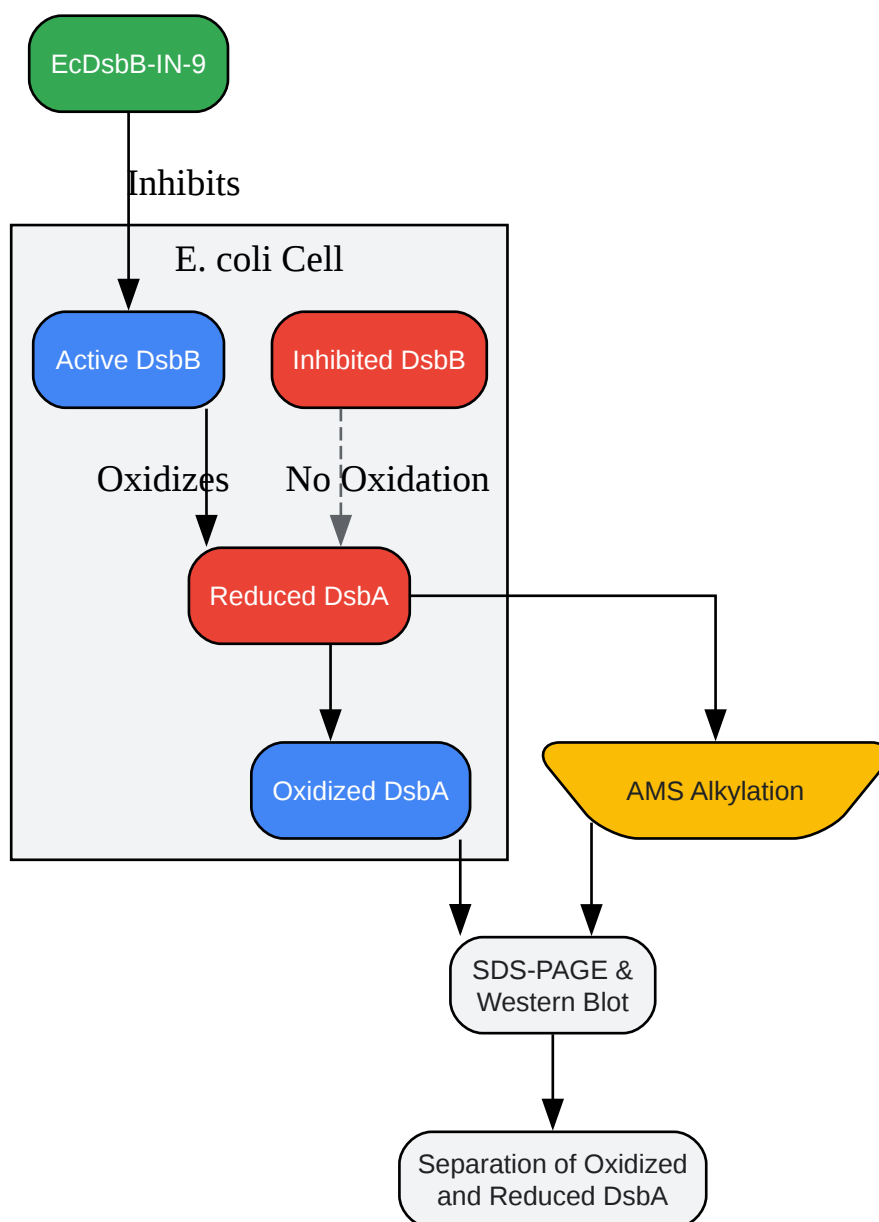 EcDsbB-IN-9
Inhibits
E. coli Cell
Active DsbB
Inhibited DsbB
Oxidizes
No Oxidation
Reduced DsbA
Oxidized DsbA
AMS Alkylation
SDS-PAGE &
Western Blot
Separation of Oxidized
and Reduced DsbA